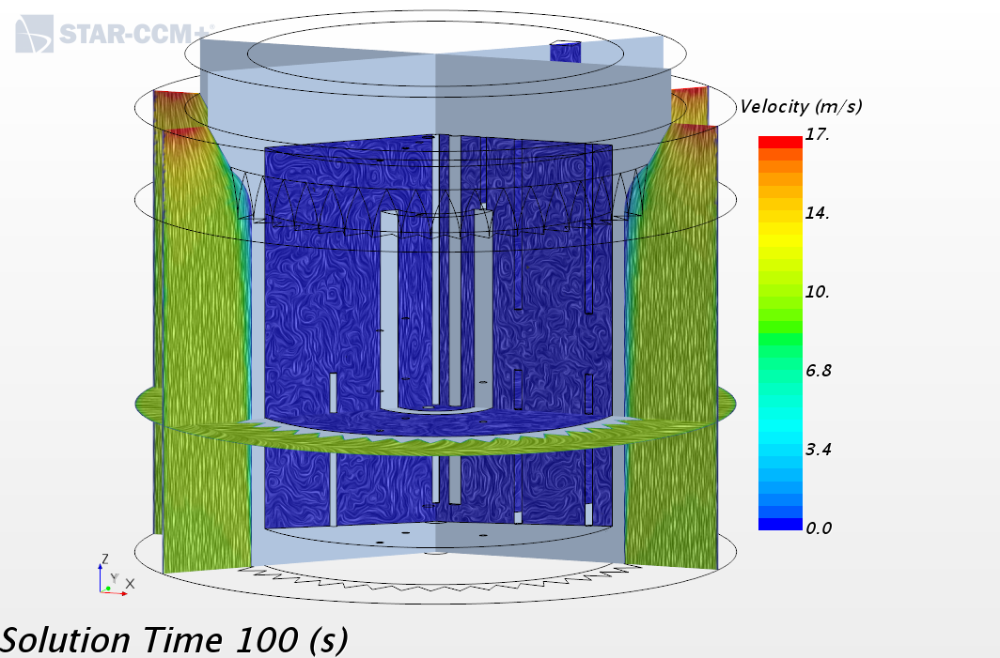 STAR-CCM+
Velocity (m/s)
17.
14.
10.
6.8
3.4
0.0
Z
Y
X
Solution Time 100 (s)